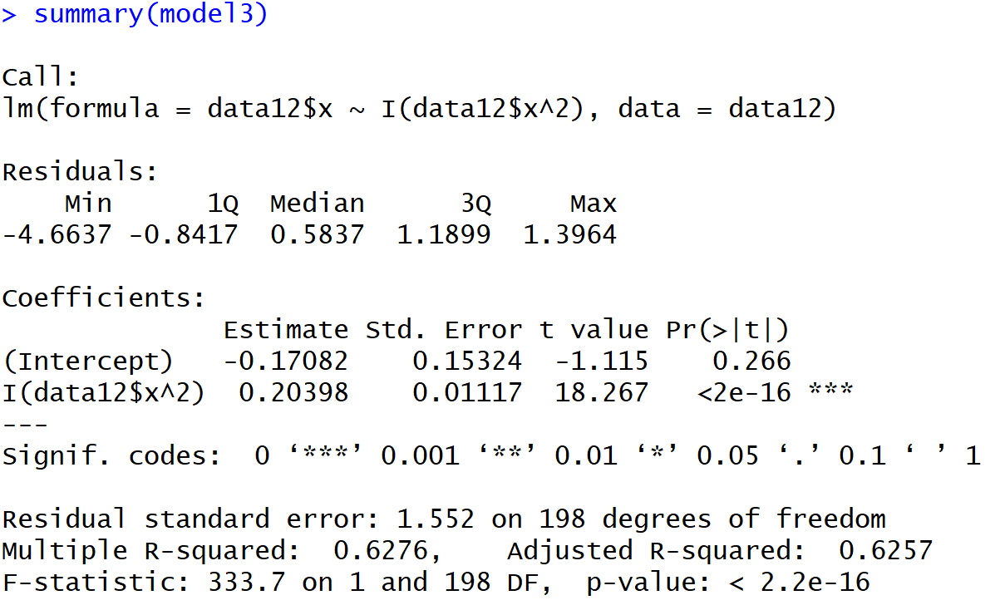 > summary(model3)
Call:
lm(formula = data12$x ~ I(data12$x^2), data = data12)
Residuals:
    Min      1Q  Median      3Q     Max
-4.6637 -0.8417  0.5837  1.1899  1.3964
Coefficients:
              Estimate Std. Error t value Pr(>|t|)
(Intercept)   -0.17082    0.15324  -1.115    0.266
I(data12$x^2)  0.20398    0.01117  18.267   <2e-16 ***
---
Signif. codes:  0 ‘***’ 0.001 ‘**’ 0.01 ‘*’ 0.05 ‘.’ 0.1 ‘ ’ 1
Residual standard error: 1.552 on 198 degrees of freedom
Multiple R-squared:  0.6276,    Adjusted R-squared:  0.6257
F-statistic: 333.7 on 1 and 198 DF,  p-value: < 2.2e-16